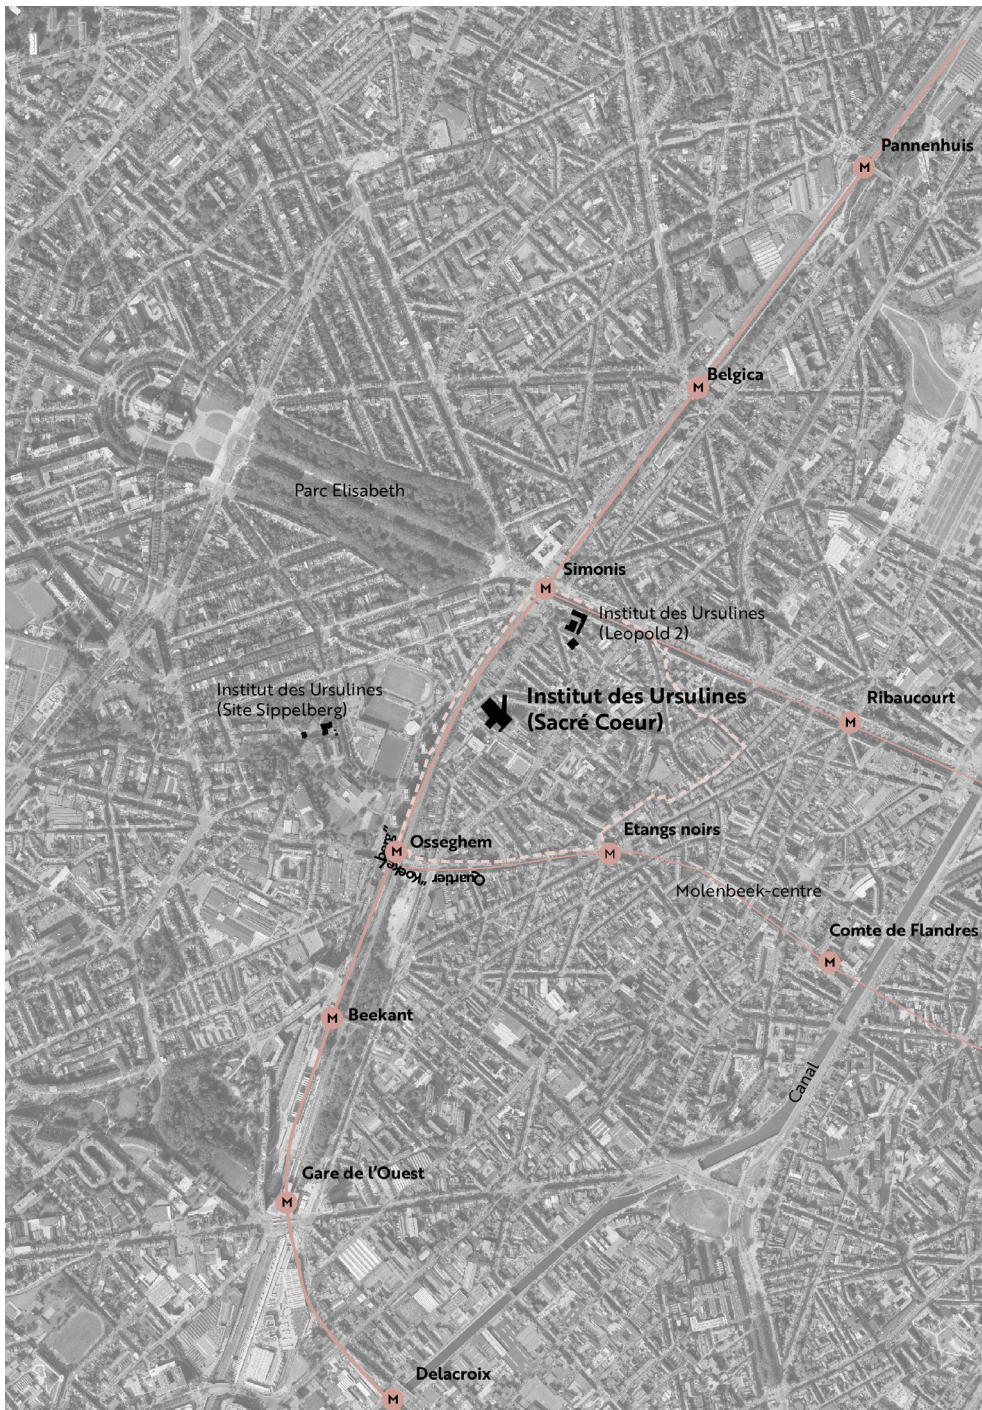 Pannenhuis
M
Belgica
M
Parc Elisabeth
Simonis
M
Institut des Ursulines
(Leopold 2)
Institut des Ursulines
(Site Sippelberg)
Institut des Ursulines
(Sacré Coeur)
Ribaucourt
M
Etangs noirs
M
Osseghem
M
Quartier "Koekelberg"
Molenbeek-centre
Comte de Flandres
M
Beekant
M
Canal
Gare de l'Ouest
M
Delacroix
M